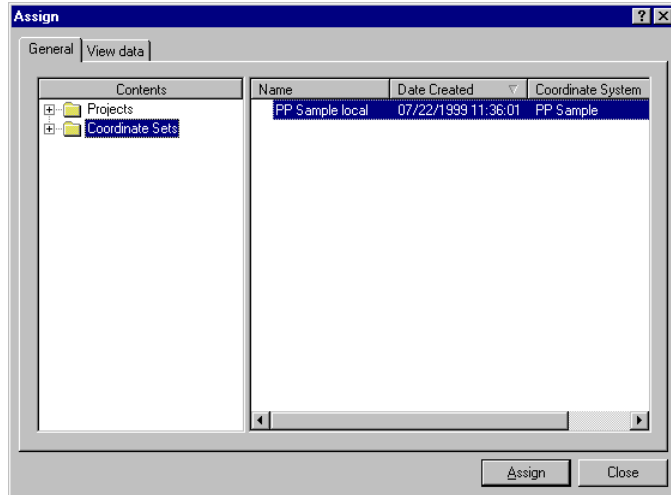 Assign
General View data
Contents Name Date Created Coordinate System
Projects PP Sample local 07/22/1999 11:36:01 PP Sample
Coordinate Sets
Assign Close